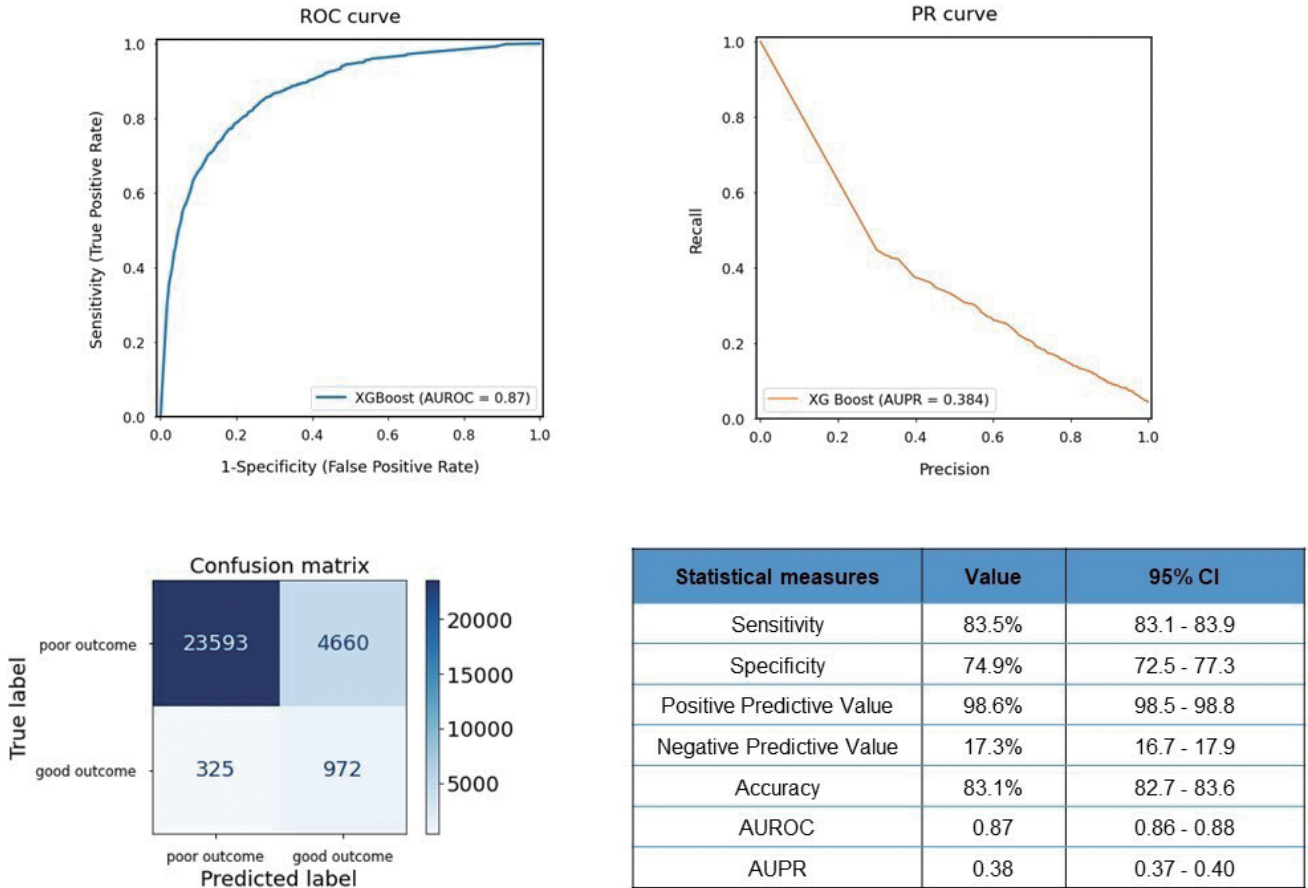 ROC curve
1.0
0.8
0.6
0.4
0.2
0.0
Sensitivity (True Positive Rate)
XGBoost (AUROC = 0.87)
0.0 0.2 0.4 0.6 0.8 1.0
1-Specificity (False Positive Rate)
PR curve
1.0
0.8
0.6
0.4
0.2
0.0
Recall
XG Boost (AUPR = 0.384)
0.0 0.2 0.4 0.6 0.8 1.0
Precision
Confusion matrix
True label
poor outcome 23593 4660
good outcome 325 972
poor outcome good outcome
Predicted label
20000
15000
10000
5000
Statistical measures Value 95% CI
Sensitivity 83.5% 83.1 - 83.9
Specificity 74.9% 72.5 - 77.3
Positive Predictive Value 98.6% 98.5 - 98.8
Negative Predictive Value 17.3% 16.7 - 17.9
Accuracy 83.1% 82.7 - 83.6
AUROC 0.87 0.86 - 0.88
AUPR 0.38 0.37 - 0.40